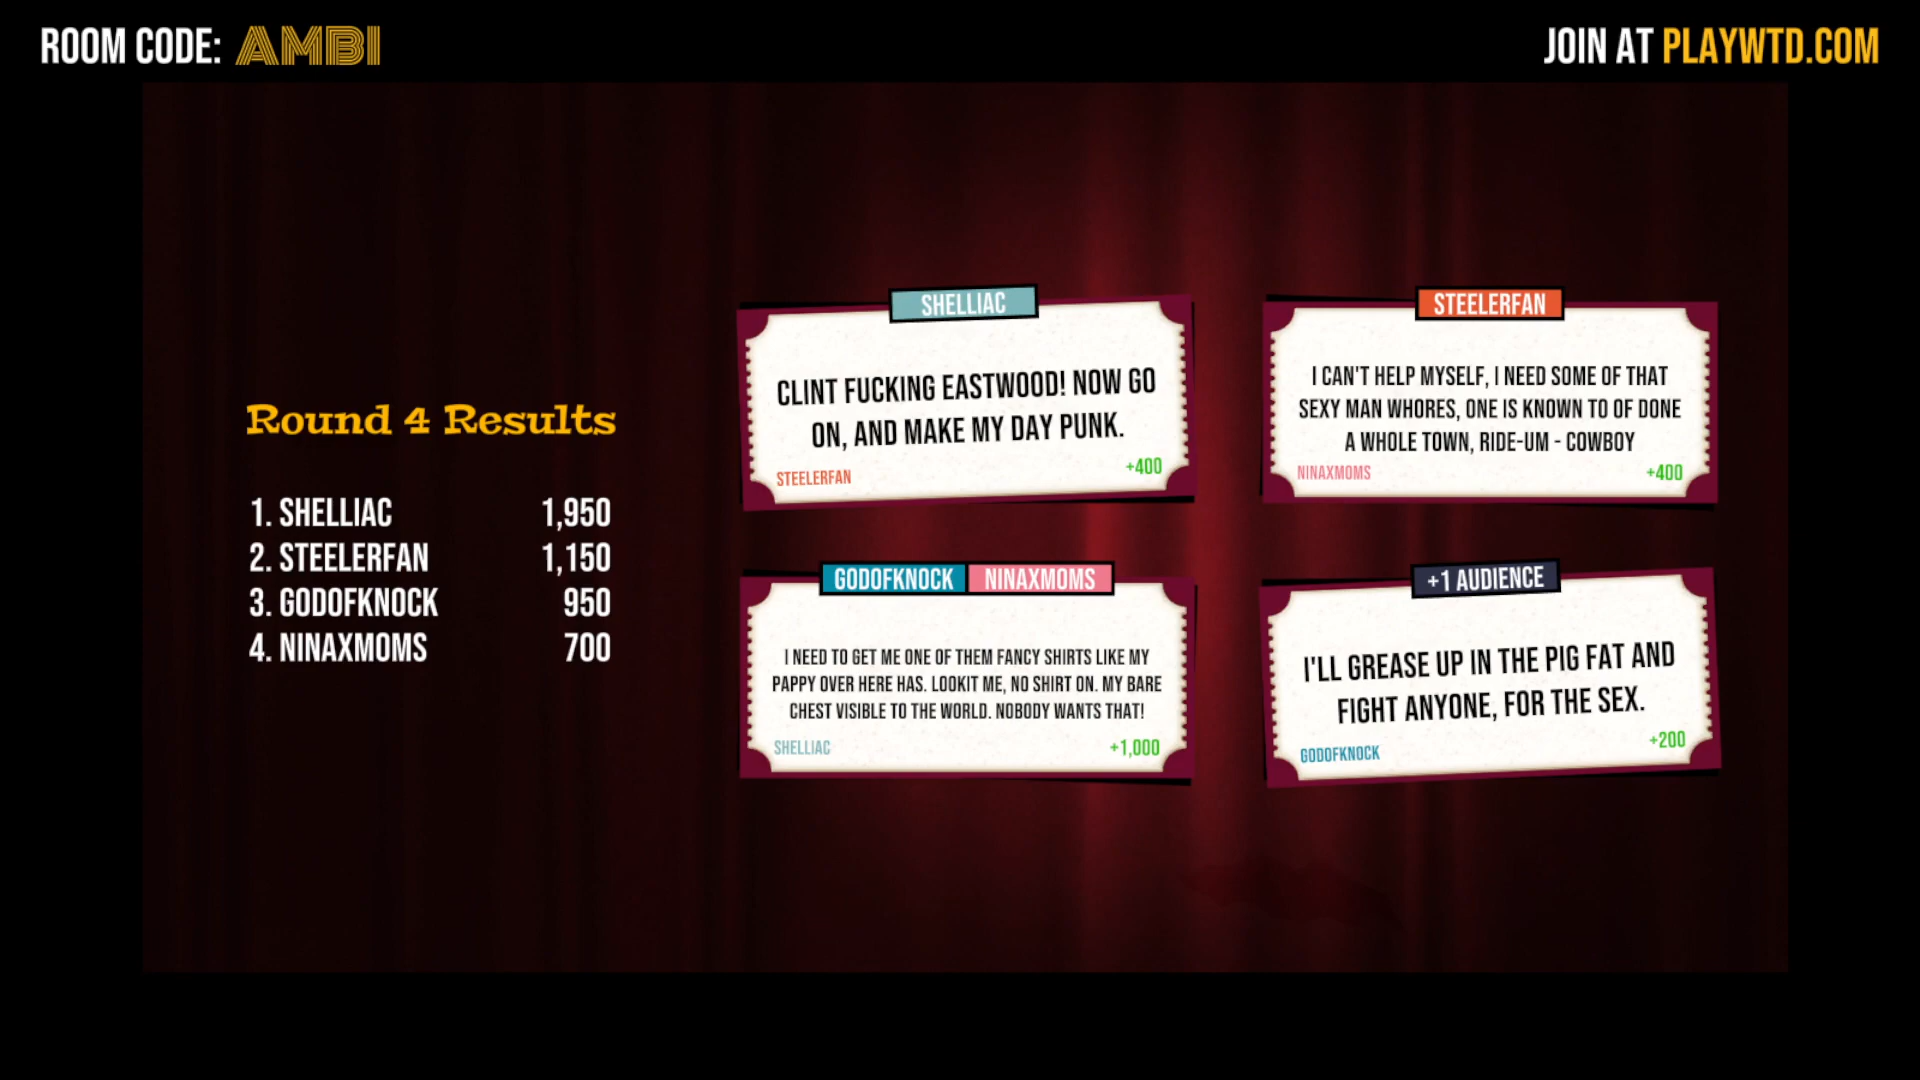 ROOM CODE: AMBI
JOIN AT PLAYWTD.COM
Round 4 Results
1. SHELLIAC 1,950
2. STEELERFAN 1,150
3. GODOFKNOCK 950
4. NINAXMOMS 700
SHELLIAC
CLINT FUCKING EASTWOOD! NOW GO
ON, AND MAKE MY DAY PUNK.
STEELERFAN +400
STEELERFAN
I CAN'T HELP MYSELF, I NEED SOME OF THAT
SEXY MAN WHORES, ONE IS KNOWN TO OF DONE
A WHOLE TOWN, RIDE-UM - COWBOY
NINAXMOMS +400
GODOFKNOCK NINAXMOMS
I NEED TO GET ME ONE OF THEM FANCY SHIRTS LIKE MY
PAPPY OVER HERE HAS. LOOKIT ME, NO SHIRT ON. MY BARE
CHEST VISIBLE TO THE WORLD. NOBODY WANTS THAT!
SHELLIAC +1,000
+1 AUDIENCE
I'LL GREASE UP IN THE PIG FAT AND
FIGHT ANYONE, FOR THE SEX.
GODOFKNOCK +200